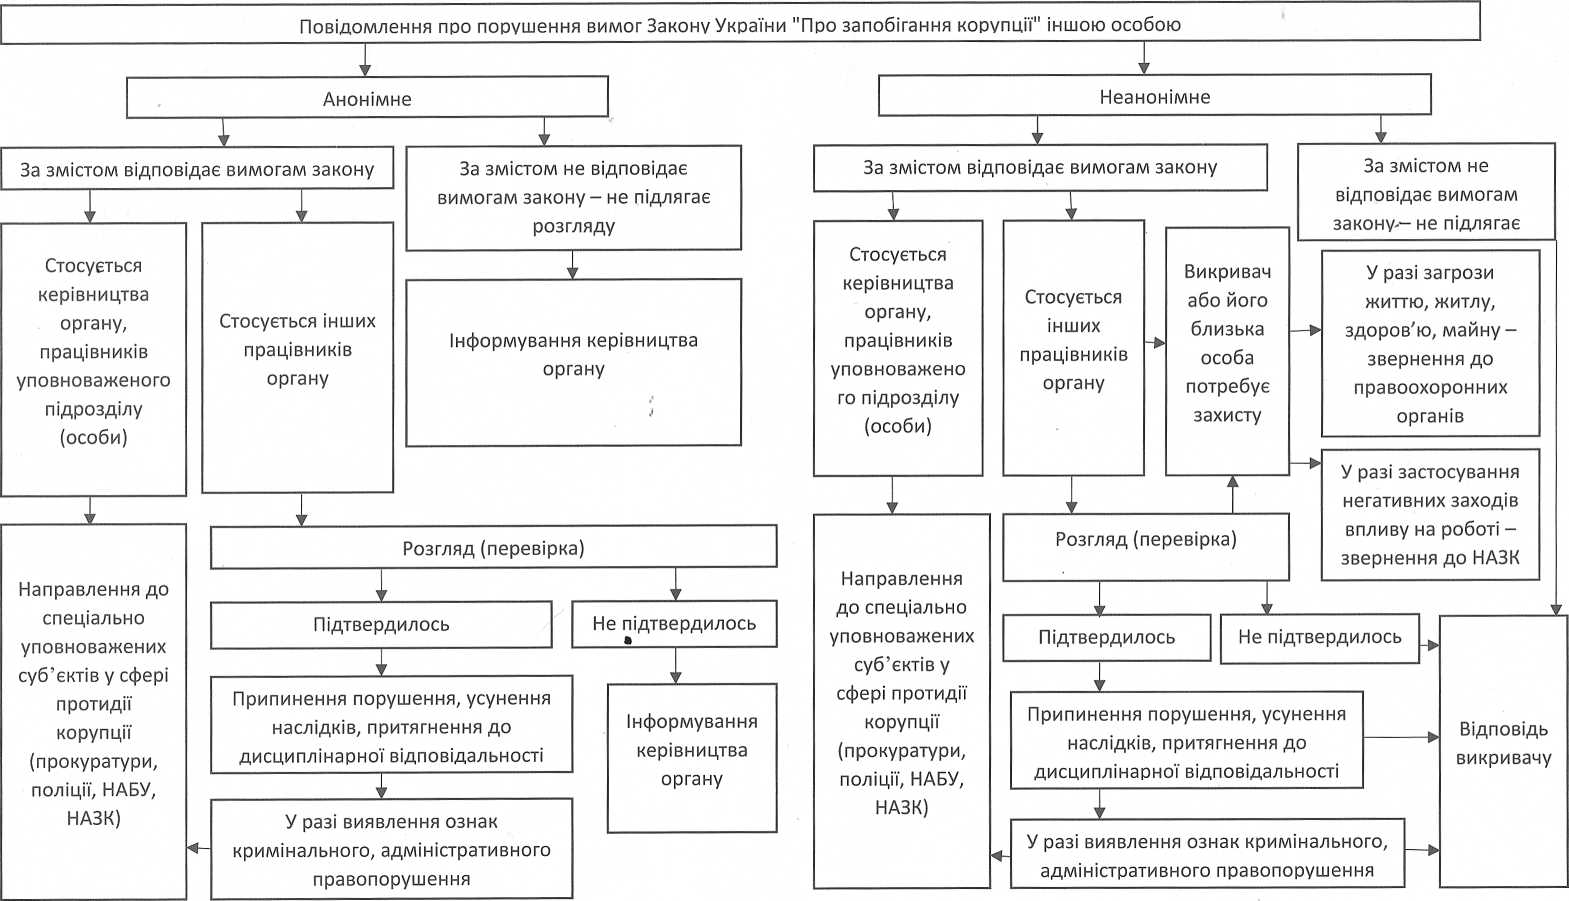 Повідомлення про порушення вимог Закону України "Про запобігання корупції" іншою особою
Анонімне
За змістом відповідає вимогам закону
За змістом не відповідає
вимогам закону – не підлягає
розгляду
Стосується
керівництва
органу,
працівників
уповноваженого
підрозділу
(особи)
Стосується інших
працівників
органу
Інформування керівництва
органу
Розгляд (перевірка)
Направлення до
спеціально
уповноважених
суб’єктів у сфері
протидії
корупції
(прокуратури,
поліції, НАБУ,
НАЗК)
Підтвердилось
Не підтвердилось
Припинення порушення, усунення
наслідків, притягнення до
дисциплінарної відповідальності
Інформування
керівництва
органу
У разі виявлення ознак
кримінального, адміністративного
правопорушення
Неанонімне
За змістом відповідає вимогам закону
За змістом не
відповідає вимогам
закону – не підлягає
Стосується
керівництва
органу,
працівників
уповноважено
го підрозділу
(особи)
Стосується
інших
працівників
органу
Викривач
або його
близька
особа
потребує
захисту
У разі загрози
життю, житлу,
здоров’ю, майну –
звернення до
правоохоронних
органів
У разі застосування
негативних заходів
впливу на роботі –
звернення до НАЗК
Розгляд (перевірка)
Направлення
до спеціально
уповноважених
суб’єктів у
сфері протидії
корупції
(прокуратури,
поліції, НАБУ,
НАЗК)
Підтвердилось
Не підтвердилось
Припинення порушення, усунення
наслідків, притягнення до
дисциплінарної відповідальності
Відповідь
викривачу
У разі виявлення ознак кримінального,
адміністративного правопорушення